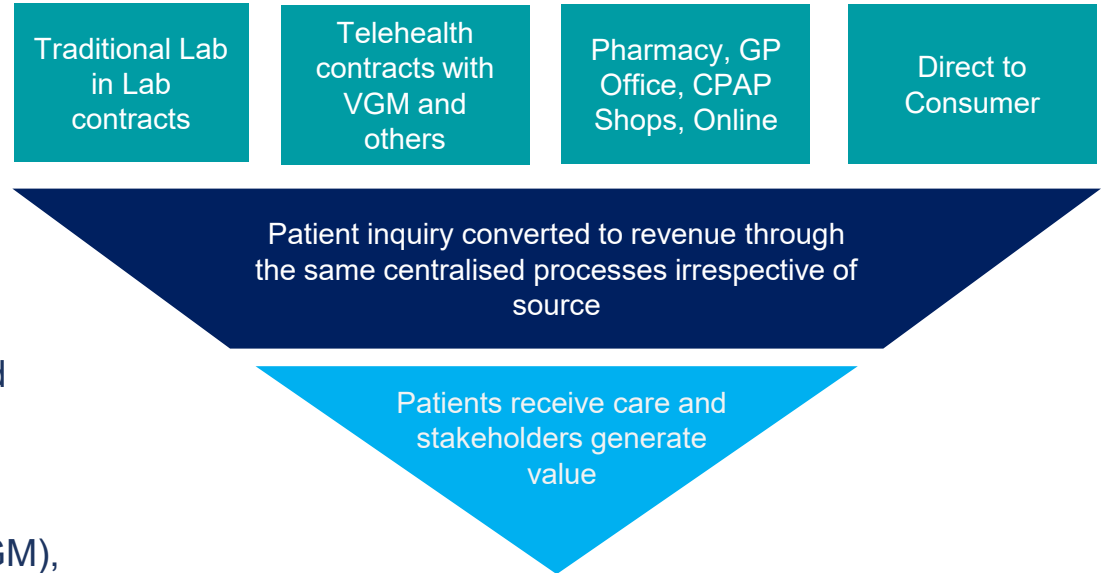 Traditional Lab
in Lab
contracts
Telehealth
contracts with
VGM and
others
Pharmacy, GP
Office, CPAP
Shops, Online
Direct to
Consumer
Patient inquiry converted to revenue through
the same centralised processes irrespective of
source
Patients receive care and
stakeholders generate
value
GM),